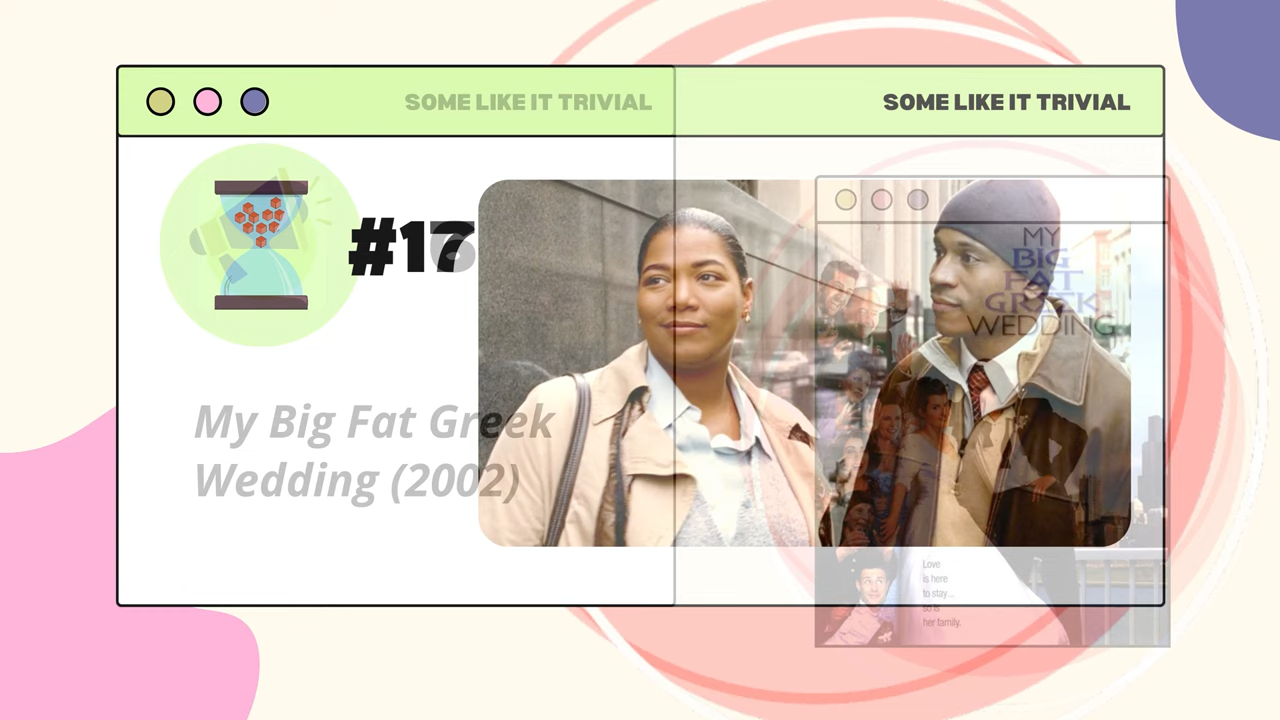 SOME LIKE IT TRIVIAL
SOME LIKE IT TRIVIAL
#17
My Big Fat Greek
Wedding (2002)
MY
BIG
FAT
GREEK
WEDDING
Love
is here
to stay...
so is
her family.